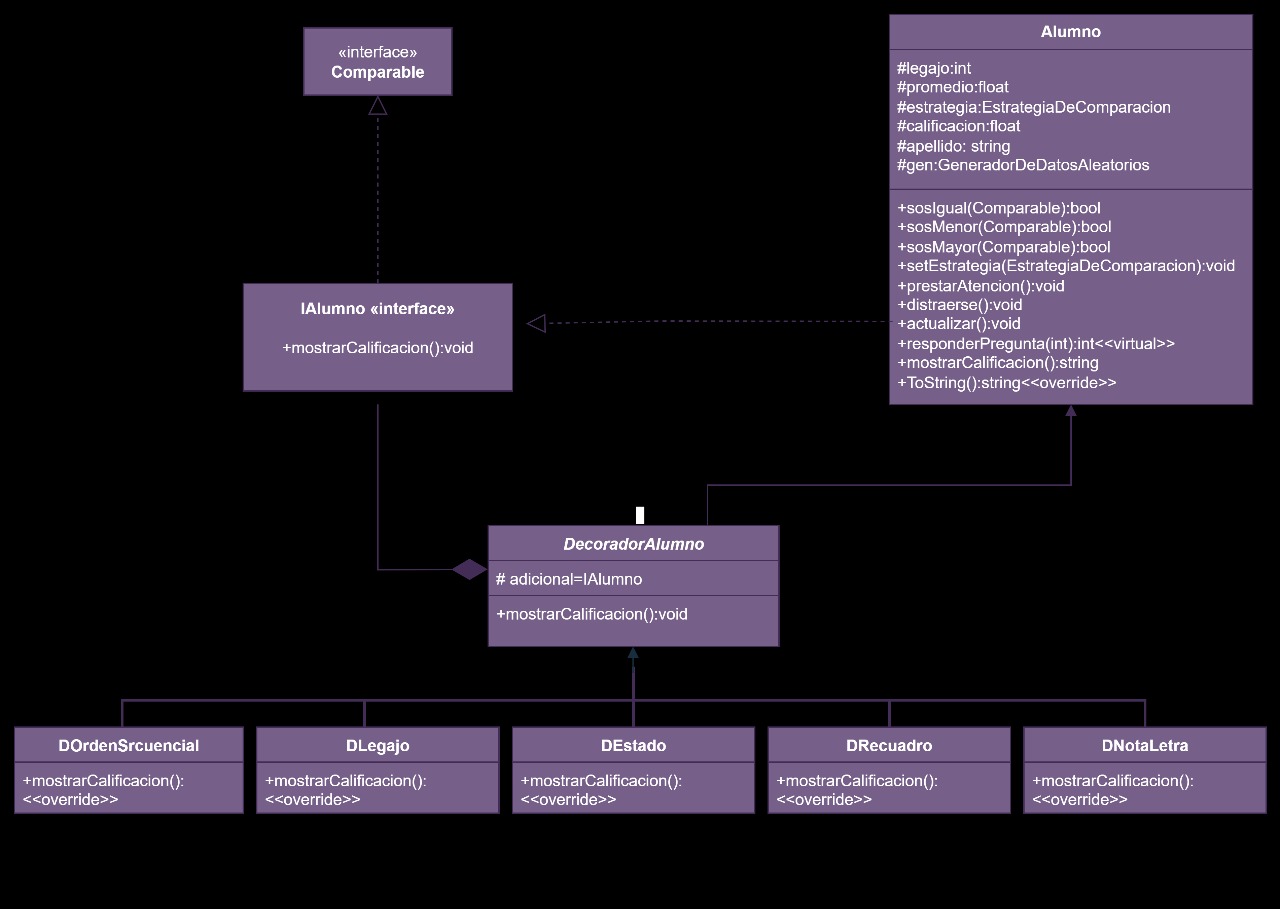 «interface»
Comparable
Alumno
#legajo:int
#promedio:float
#estrategia:EstrategiaDeComparacion
#calificacion:float
#apellido: string
#gen:GeneradorDeDatosAleatorios
+sosIgual(Comparable):bool
+sosMenor(Comparable):bool
+sosMayor(Comparable):bool
+setEstrategia(EstrategiaDeComparacion):void
+prestarAtencion():void
+distraerse():void
+actualizar():void
+responderPregunta(int):int<<virtual>>
+mostrarCalificacion():string
+ToString():string<<override>>
IAlumno «interface»
+mostrarCalificacion():void
DecoradorAlumno
# adicional=IAlumno
+mostrarCalificacion():void
DOrdenSrcuencial
+mostrarCalificacion():
<<override>>
DLegajo
+mostrarCalificacion():
<<override>>
DEstado
+mostrarCalificacion():
<<override>>
DRecuadro
+mostrarCalificacion():
<<override>>
DNotaLetra
+mostrarCalificacion():
<<override>>